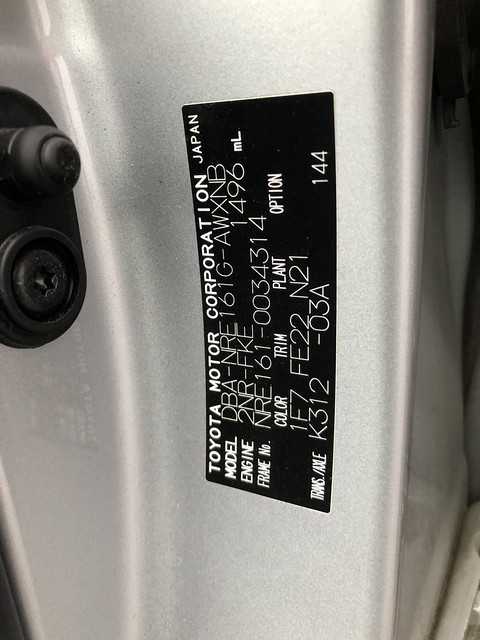 TOYOTA MOTOR CORPORATION JAPAN
MODEL DBA-NRE161G-AWXNB
ENGINE 2NR-FKE 1496 mL
FRAME No. NRE161-0034314
COLOR TRIM PLANT OPTION
1E7 FE22 N21 144
TRANS./AXLE K312 -03A